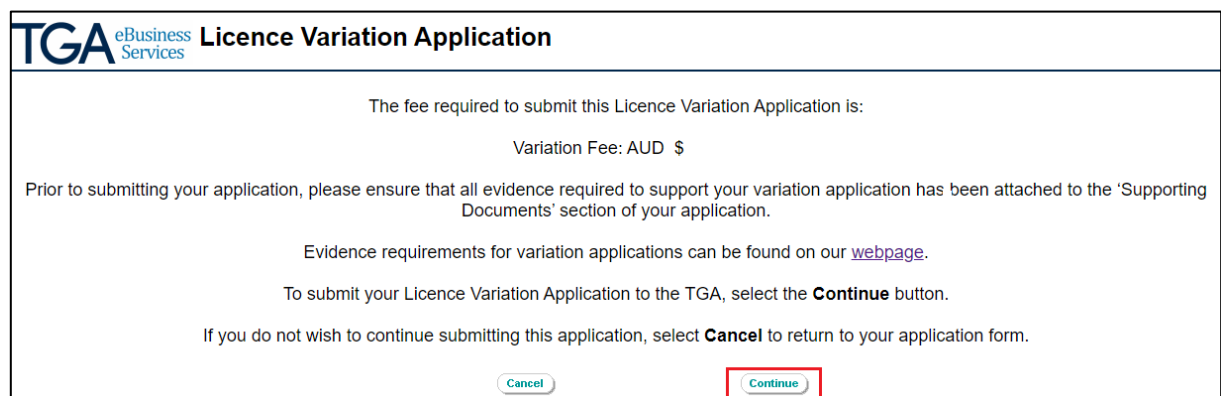 TGA eBusiness Services Licence Variation Application
The fee required to submit this Licence Variation Application is:
Variation Fee: AUD $
Prior to submitting your application, please ensure that all evidence required to support your variation application has been attached to the ‘Supporting
Documents’ section of your application.
Evidence requirements for variation applications can be found on our webpage.
To submit your Licence Variation Application to the TGA, select the Continue button.
If you do not wish to continue submitting this application, select Cancel to return to your application form.
Cancel Continue